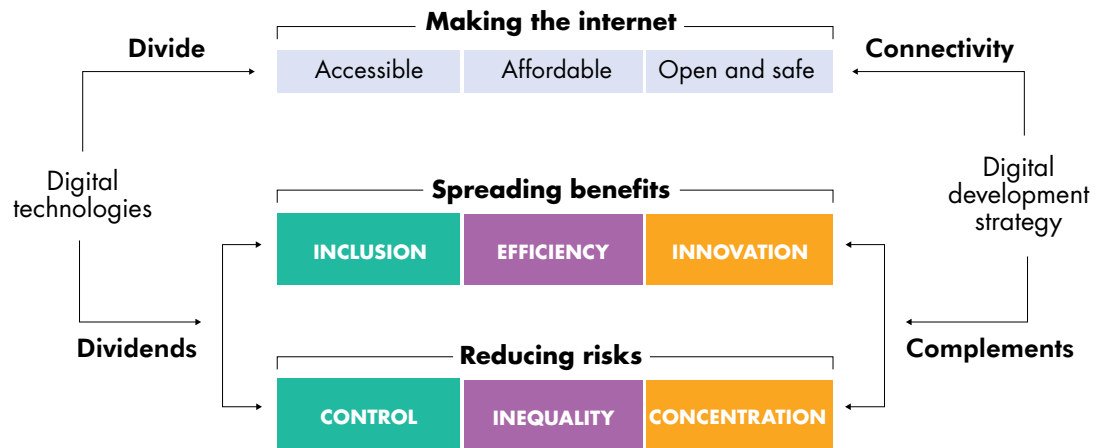 Making the internet
Divide
Connectivity
Accessible
Affordable
Open and safe
Digital
technologies
Digital
development
strategy
Spreading benefits
INCLUSION
EFFICIENCY
INNOVATION
Dividends
Complements
Reducing risks
CONTROL
INEQUALITY
CONCENTRATION